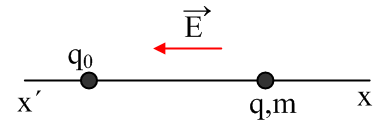 E⃗
q₀
x´ q,m x